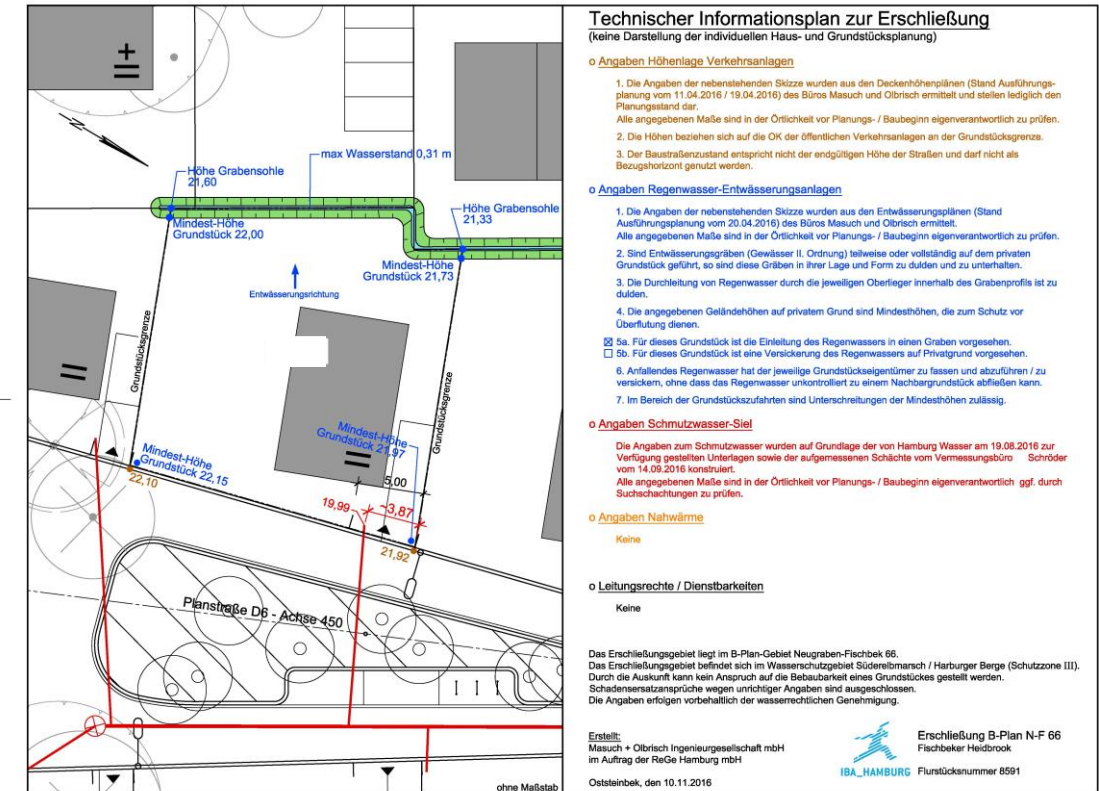 max Wasserstand 0,31 m
Höhe Grabensohle
21,60
Höhe Grabensohle
21,33
Mindest-Höhe
Grundstück 22,00
Mindest-Höhe
Grundstück 21,73
Entwässerungsrichtung
Grundstücksgrenze
Grundstücksgrenze
Mindest-Höhe
Grundstück 21,97
Mindest-Höhe
Grundstück 22,15
22,10
5,00
19,99
~3,87
21,92
Planstraße D6 - Achse 450
ohne Maßstab
N
II
II
II
Technischer Informationsplan zur Erschließung
(keine Darstellung der individuellen Haus- und Grundstücksplanung)
o Angaben Höhenlage Verkehrsanlagen
1. Die Angaben der nebenstehenden Skizze wurden aus den Deckenhöhenplänen (Stand Ausführungs-
planung vom 11.04.2016 / 19.04.2016) des Büros Masuch und Olbrisch ermittelt und stellen lediglich den
Planungsstand dar.
Alle angegebenen Maße sind in der Örtlichkeit vor Planungs- / Baubeginn eigenverantwortlich zu prüfen.
2. Die Höhen beziehen sich auf die OK der öffentlichen Verkehrsanlagen an der Grundstücksgrenze.
3. Der Baustraßenzustand entspricht nicht der endgültigen Höhe der Straßen und darf nicht als
Bezugshorizont genutzt werden.
o Angaben Regenwasser-Entwässerungsanlagen
1. Die Angaben der nebenstehenden Skizze wurden aus den Entwässerungsplänen (Stand
Ausführungsplanung vom 20.04.2016) des Büros Masuch und Olbrisch ermittelt.
Alle angegebenen Maße sind in der Örtlichkeit vor Planungs- / Baubeginn eigenverantwortlich zu prüfen.
2. Sind Entwässerungsgräben (Gewässer II. Ordnung) teilweise oder vollständig auf dem privaten
Grundstück geführt, so sind diese Gräben in ihrer Lage und Form zu dulden und zu unterhalten.
3. Die Durchleitung von Regenwasser durch die jeweiligen Oberlieger innerhalb des Grabenprofils ist zu
dulden.
4. Die angegebenen Geländehöhen auf privatem Grund sind Mindesthöhen, die zum Schutz vor
Überflutung dienen.
☒ 5a. Für dieses Grundstück ist die Einleitung des Regenwassers in einen Graben vorgesehen.
☐ 5b. Für dieses Grundstück ist eine Versickerung des Regenwassers auf Privatgrund vorgesehen.
6. Anfallendes Regenwasser hat der jeweilige Grundstückseigentümer zu fassen und abzuführen / zu
versickern, ohne dass das Regenwasser unkontrolliert zu einem Nachbargrundstück abfließen kann.
7. Im Bereich der Grundstückszufahrten sind Unterschreitungen der Mindesthöhen zulässig.
o Angaben Schmutzwasser-Siel
Die Angaben zum Schmutzwasser wurden auf Grundlage der von Hamburg Wasser am 19.08.2016 zur
Verfügung gestellten Unterlagen sowie der aufgemessenen Schächte vom Vermessungsbüro Schröder
vom 14.09.2016 konstruiert.
Alle angegebenen Maße sind in der Örtlichkeit vor Planungs- / Baubeginn eigenverantwortlich ggf. durch
Suchschachtungen zu prüfen.
o Angaben Nahwärme
Keine
o Leitungsrechte / Dienstbarkeiten
Keine
Das Erschließungsgebiet liegt im B-Plan-Gebiet Neugraben-Fischbek 66.
Das Erschließungsgebiet befindet sich im Wasserschutzgebiet Süderelbmarsch / Harburger Berge (Schutzzone III).
Durch die Auskunft kann kein Anspruch auf die Bebaubarkeit eines Grundstückes gestellt werden.
Schadensersatzansprüche wegen unrichtiger Angaben sind ausgeschlossen.
Die Angaben erfolgen vorbehaltlich der wasserrechtlichen Genehmigung.
Erstellt:
Masuch + Olbrisch Ingenieurgesellschaft mbH
im Auftrag der ReGe Hamburg mbH
Oststeinbek, den 10.11.2016
IBA_HAMBURG
Erschließung B-Plan N-F 66
Fischbeker Heidbrook
Flurstücksnummer 8591